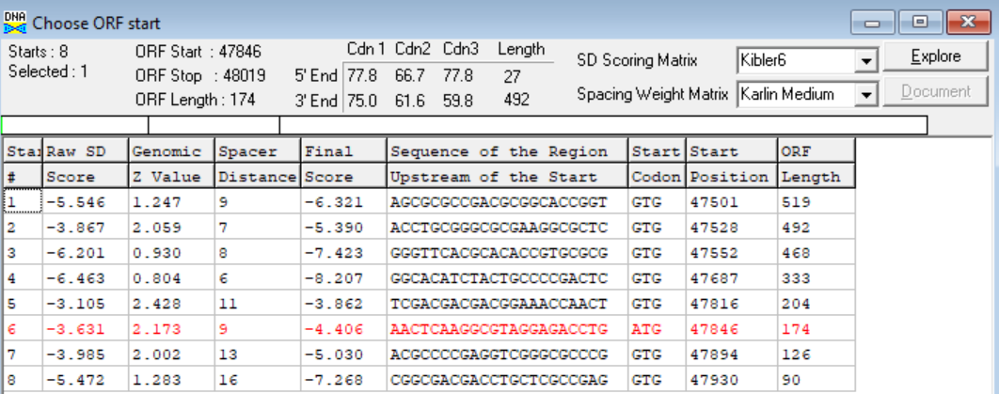 DNA Choose ORF start
Starts : 8 ORF Start : 47846 Cdn 1 Cdn2 Cdn3 Length SD Scoring Matrix Kibler6 Explore
Selected : 1 ORF Stop : 48019 5' End 77.8 66.7 77.8 27 Spacing Weight Matrix Karlin Medium Document
ORF Length : 174 3' End 75.0 61.6 59.8 492
Star Raw SD Genomic Spacer Final Sequence of the Region Start Start ORF
# Score Z Value Distance Score Upstream of the Start Codon Position Length
1 -5.546 1.247 9 -6.321 AGCGCGCCGACGCGGCACCGGT GTG 47501 519
2 -3.867 2.059 7 -5.390 ACCTGCGGGCGCGAAGGCGCTC GTG 47528 492
3 -6.201 0.930 8 -7.423 GGGTTCACGCACACCGTGCGCG GTG 47552 468
4 -6.463 0.804 6 -8.207 GGCACATCTACTGCCCCGACTC GTG 47687 333
5 -3.105 2.428 11 -3.862 TCGACGACGACGGAAACCAACT GTG 47816 204
6 -3.631 2.173 9 -4.406 AACTCAAGGCGTAGGAGACCTG ATG 47846 174
7 -3.985 2.002 13 -5.030 ACGCCCCGAGGTCGGGCGCCCG GTG 47894 126
8 -5.472 1.283 16 -7.268 CGGCGACGACCTGCTCGCCGAG GTG 47930 90